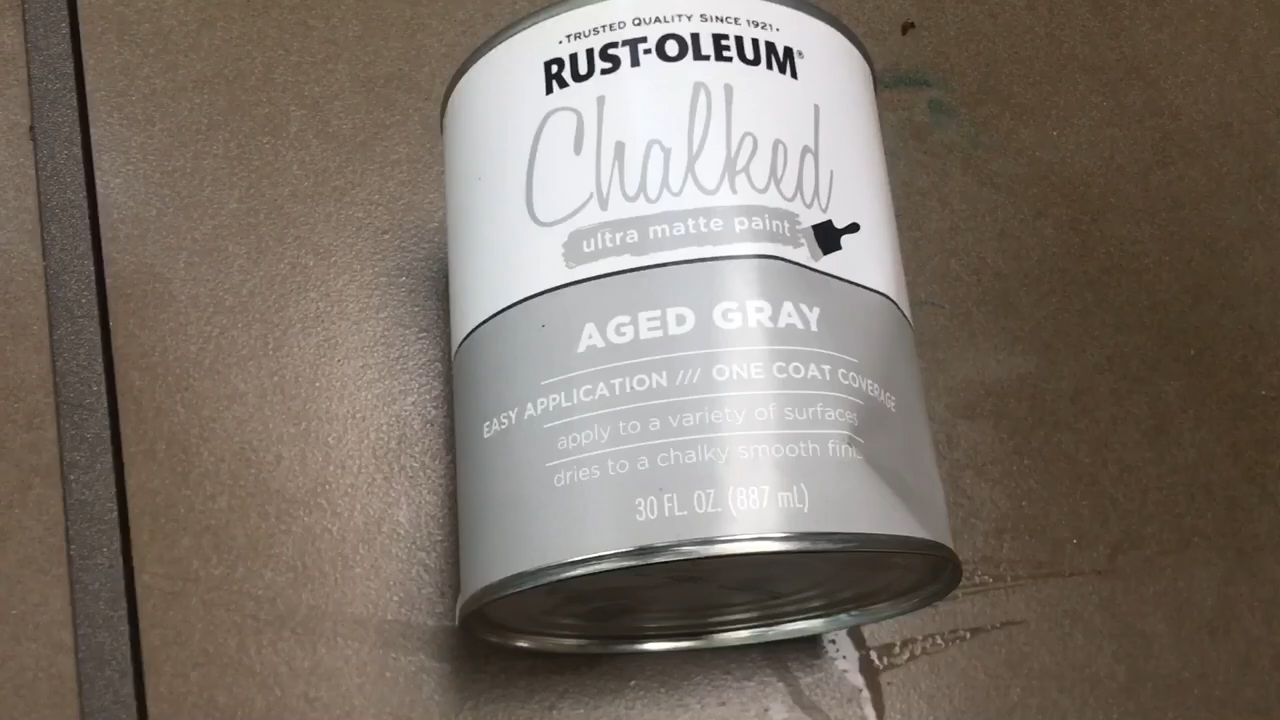 ·TRUSTED QUALITY SINCE 1921·
RUST-OLEUM®
Chalked
ultra matte paint
AGED GRAY
EASY APPLICATION /// ONE COAT COVERAGE
apply to a variety of surfaces
dries to a chalky smooth
30 FL. OZ. (887 mL)